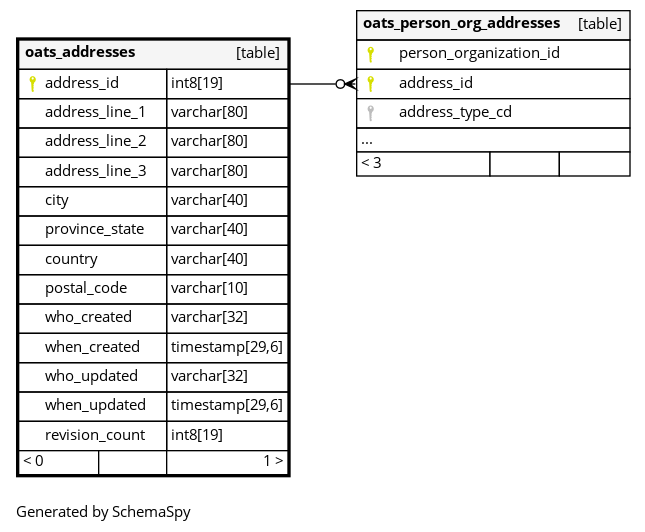 oats_addresses [table]
address_id int8[19]
address_line_1 varchar[80]
address_line_2 varchar[80]
address_line_3 varchar[80]
city varchar[40]
province_state varchar[40]
country varchar[40]
postal_code varchar[10]
who_created varchar[32]
when_created timestamp[29,6]
who_updated varchar[32]
when_updated timestamp[29,6]
revision_count int8[19]
< 0 1 >
oats_person_org_addresses [table]
person_organization_id
address_id
address_type_cd
...
< 3
Generated by SchemaSpy